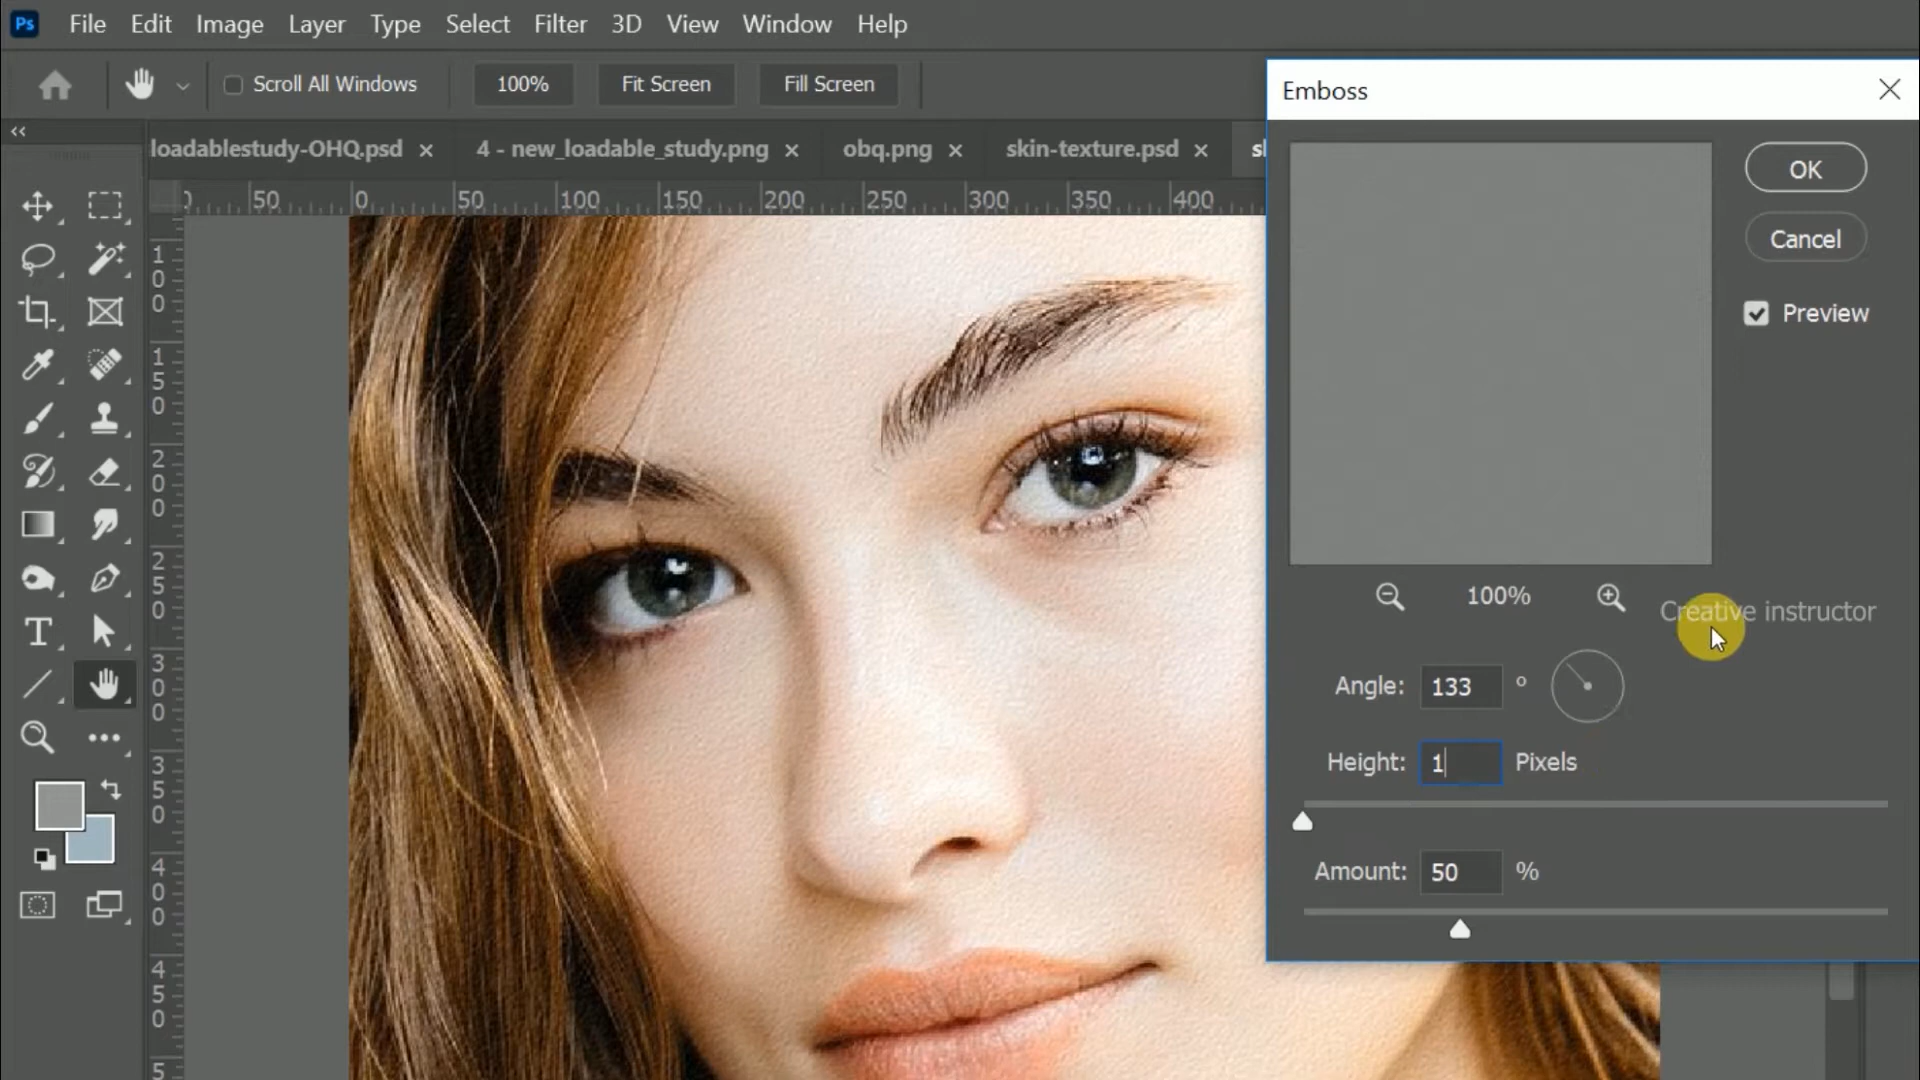 Ps File Edit Image Layer Type Select Filter 3D View Window Help
Scroll All Windows 100% Fit Screen Fill Screen
Emboss
loadablestudy-OHQ.psd × 4 - new_loadable_study.png × obq.png × skin-texture.psd ×
50 0 50 100 150 200 250 300 350 400
100
150
200
250
300
350
400
450
5
OK
Cancel
Preview
100%
Creative instructor
Angle: 133 °
Height: 1 Pixels
Amount: 50 %
T